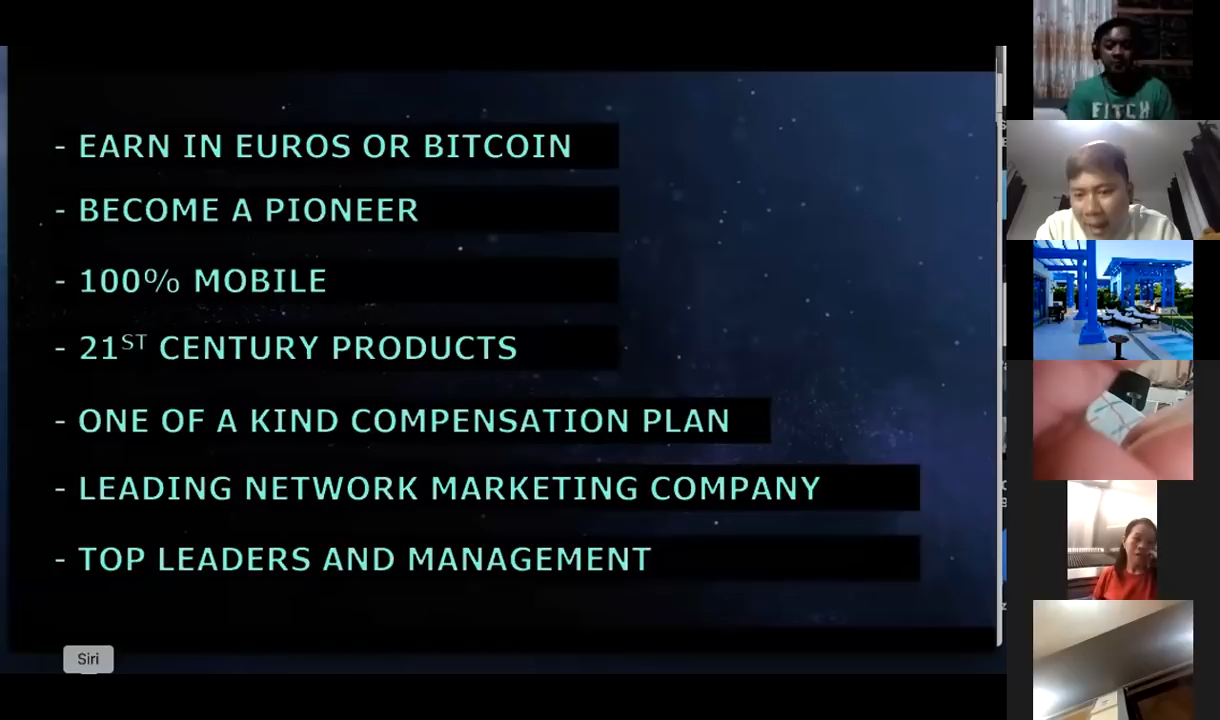 - EARN IN EUROS OR BITCOIN
- BECOME A PIONEER
- 100% MOBILE
- 21ST CENTURY PRODUCTS
- ONE OF A KIND COMPENSATION PLAN
- LEADING NETWORK MARKETING COMPANY
- TOP LEADERS AND MANAGEMENT
Siri
FITCH